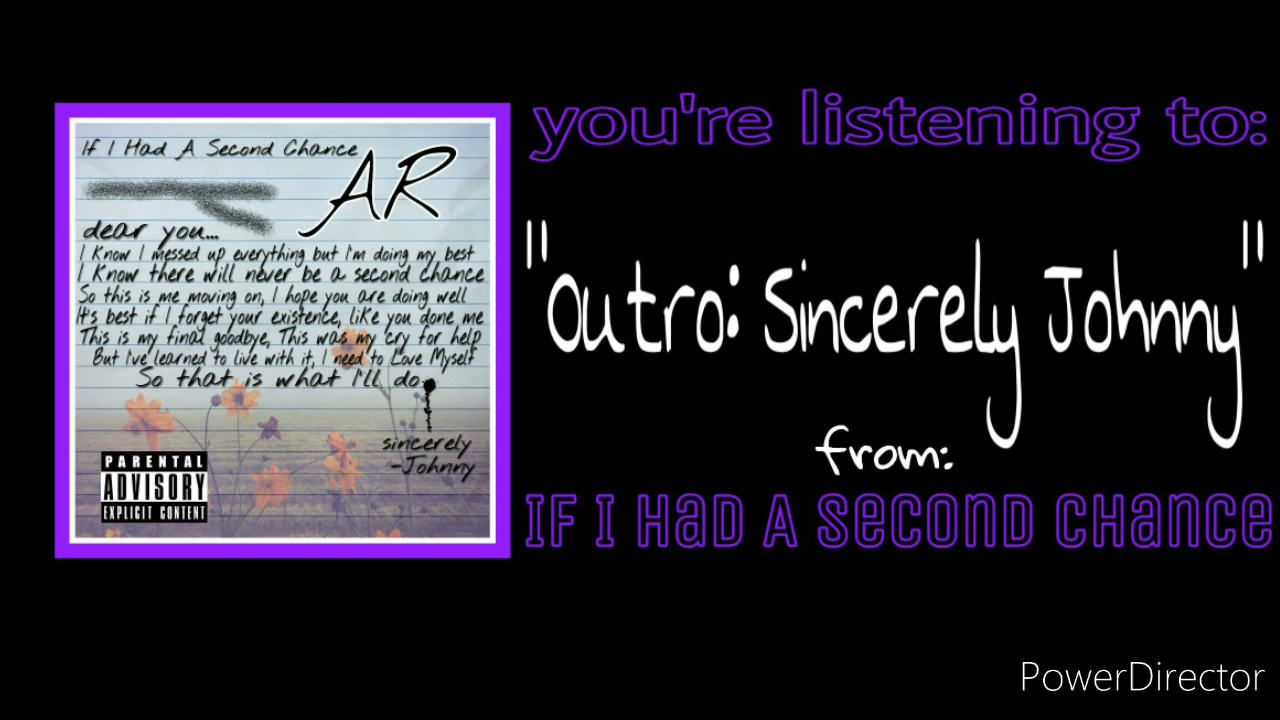 If I Had A Second Chance
AR
dear you...
I Know I messed up everything but I'm doing my best
I Know there will never be a second chance
So this is me moving on, I hope you are doing well
It's best if I forget your existence, like you done me
This is my final goodbye, This was my cry for help
But I've learned to live with it, I need to Love Myself
So that is what I'll do.
sincerely
-Johnny
PARENTAL
ADVISORY
EXPLICIT CONTENT
you're listening to:
"Outro: Sincerely Johnny"
from:
IF I Had A Second Chance
PowerDirector